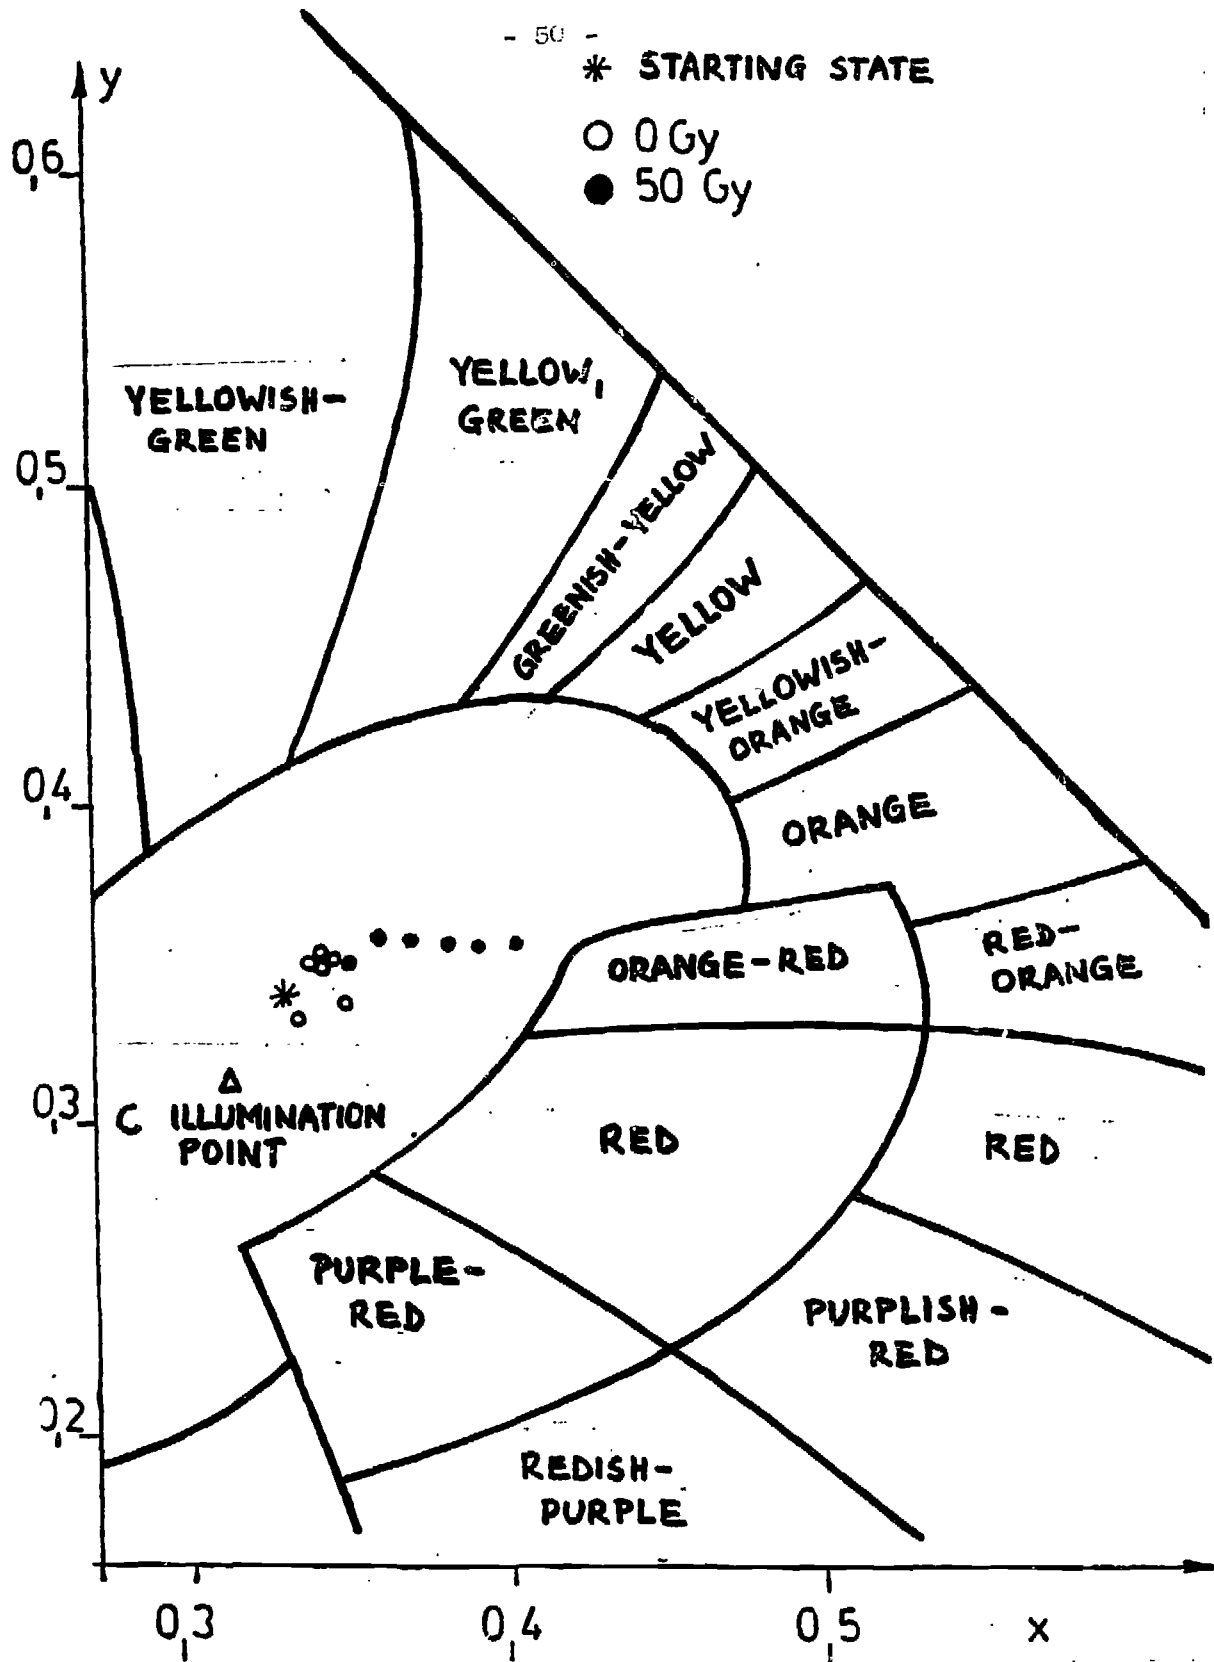 - 50 -
* STARTING STATE
○ 0 Gy
● 50 Gy
y
0,6
YELLOWISH-
GREEN
YELLOW,
GREEN
0,5
GREENISH-YELLOW
YELLOW
YELLOWISH-
ORANGE
0,4
ORANGE
ORANGE-RED
RED-
ORANGE
0,3
C ILLUMINATION
POINT
RED
RED
PURPLE-
RED
PURPLISH-
RED
0,2
REDISH-
PURPLE
0,3
0,4
0,5
x